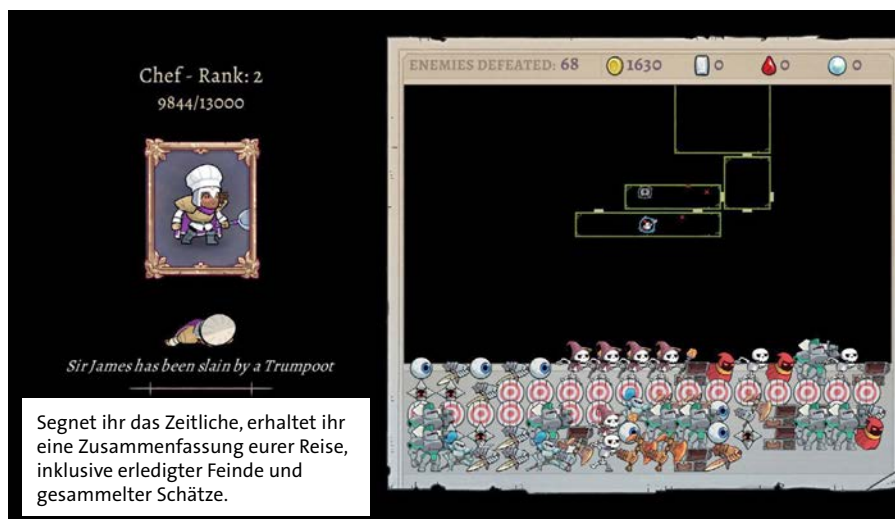 Chef - Rank: 2
9844/13000
Sir James has been slain by a Trumpoot
ENEMIES DEFEATED: 68 1630 0 0 0
Segnet ihr das Zeitliche, erhaltet ihr
eine Zusammenfassung eurer Reise,
inklusive erledigter Feinde und
gesammelter Schätze.